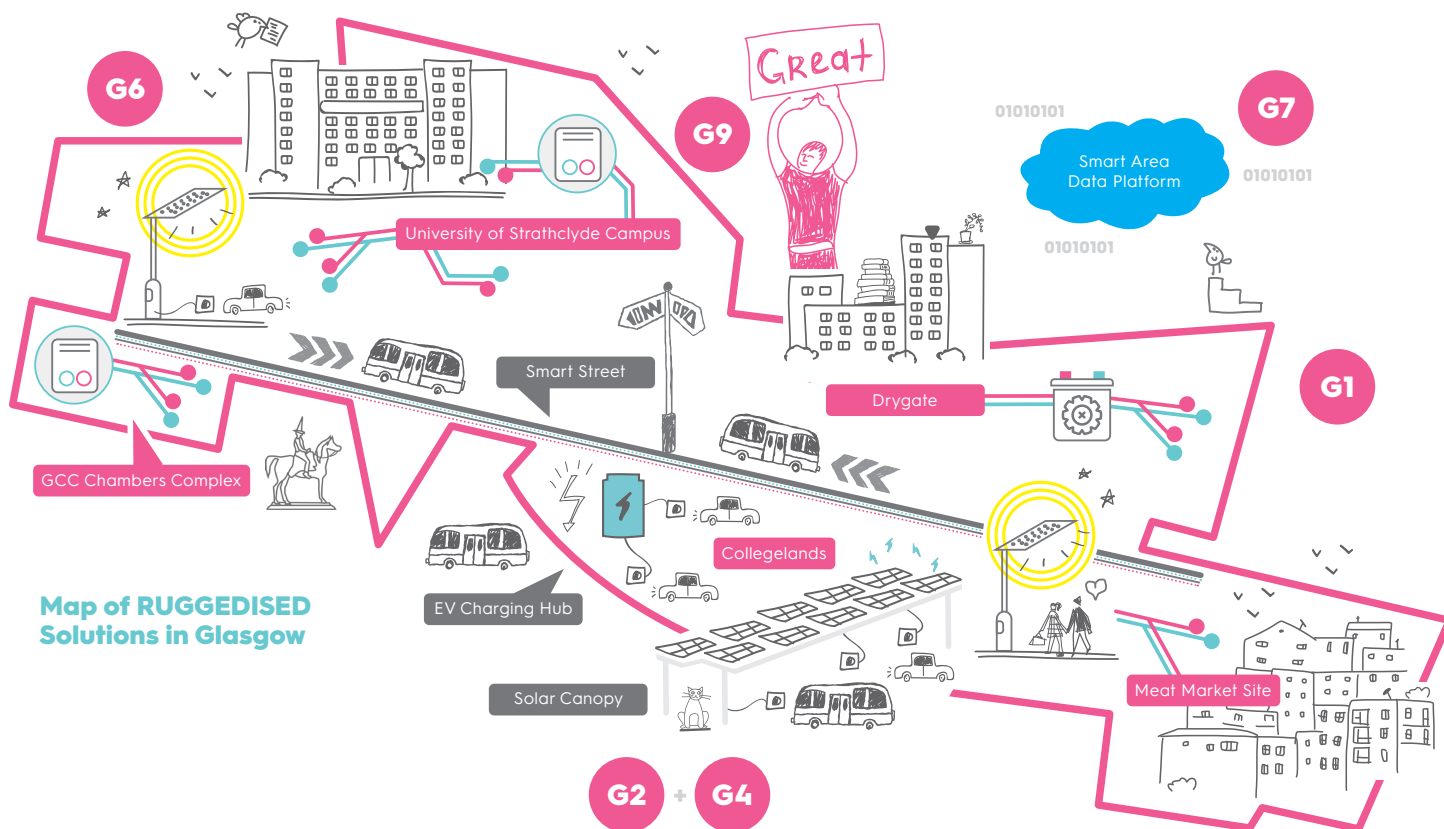 Great
G6
G9
G7
01010101
Smart Area
Data Platform
01010101
01010101
University of Strathclyde Campus
Smart Street
G1
Drygate
GCC Chambers Complex
Collegelands
EV Charging Hub
Map of RUGGEDISED
Solutions in Glasgow
Solar Canopy
Meat Market Site
G2 + G4